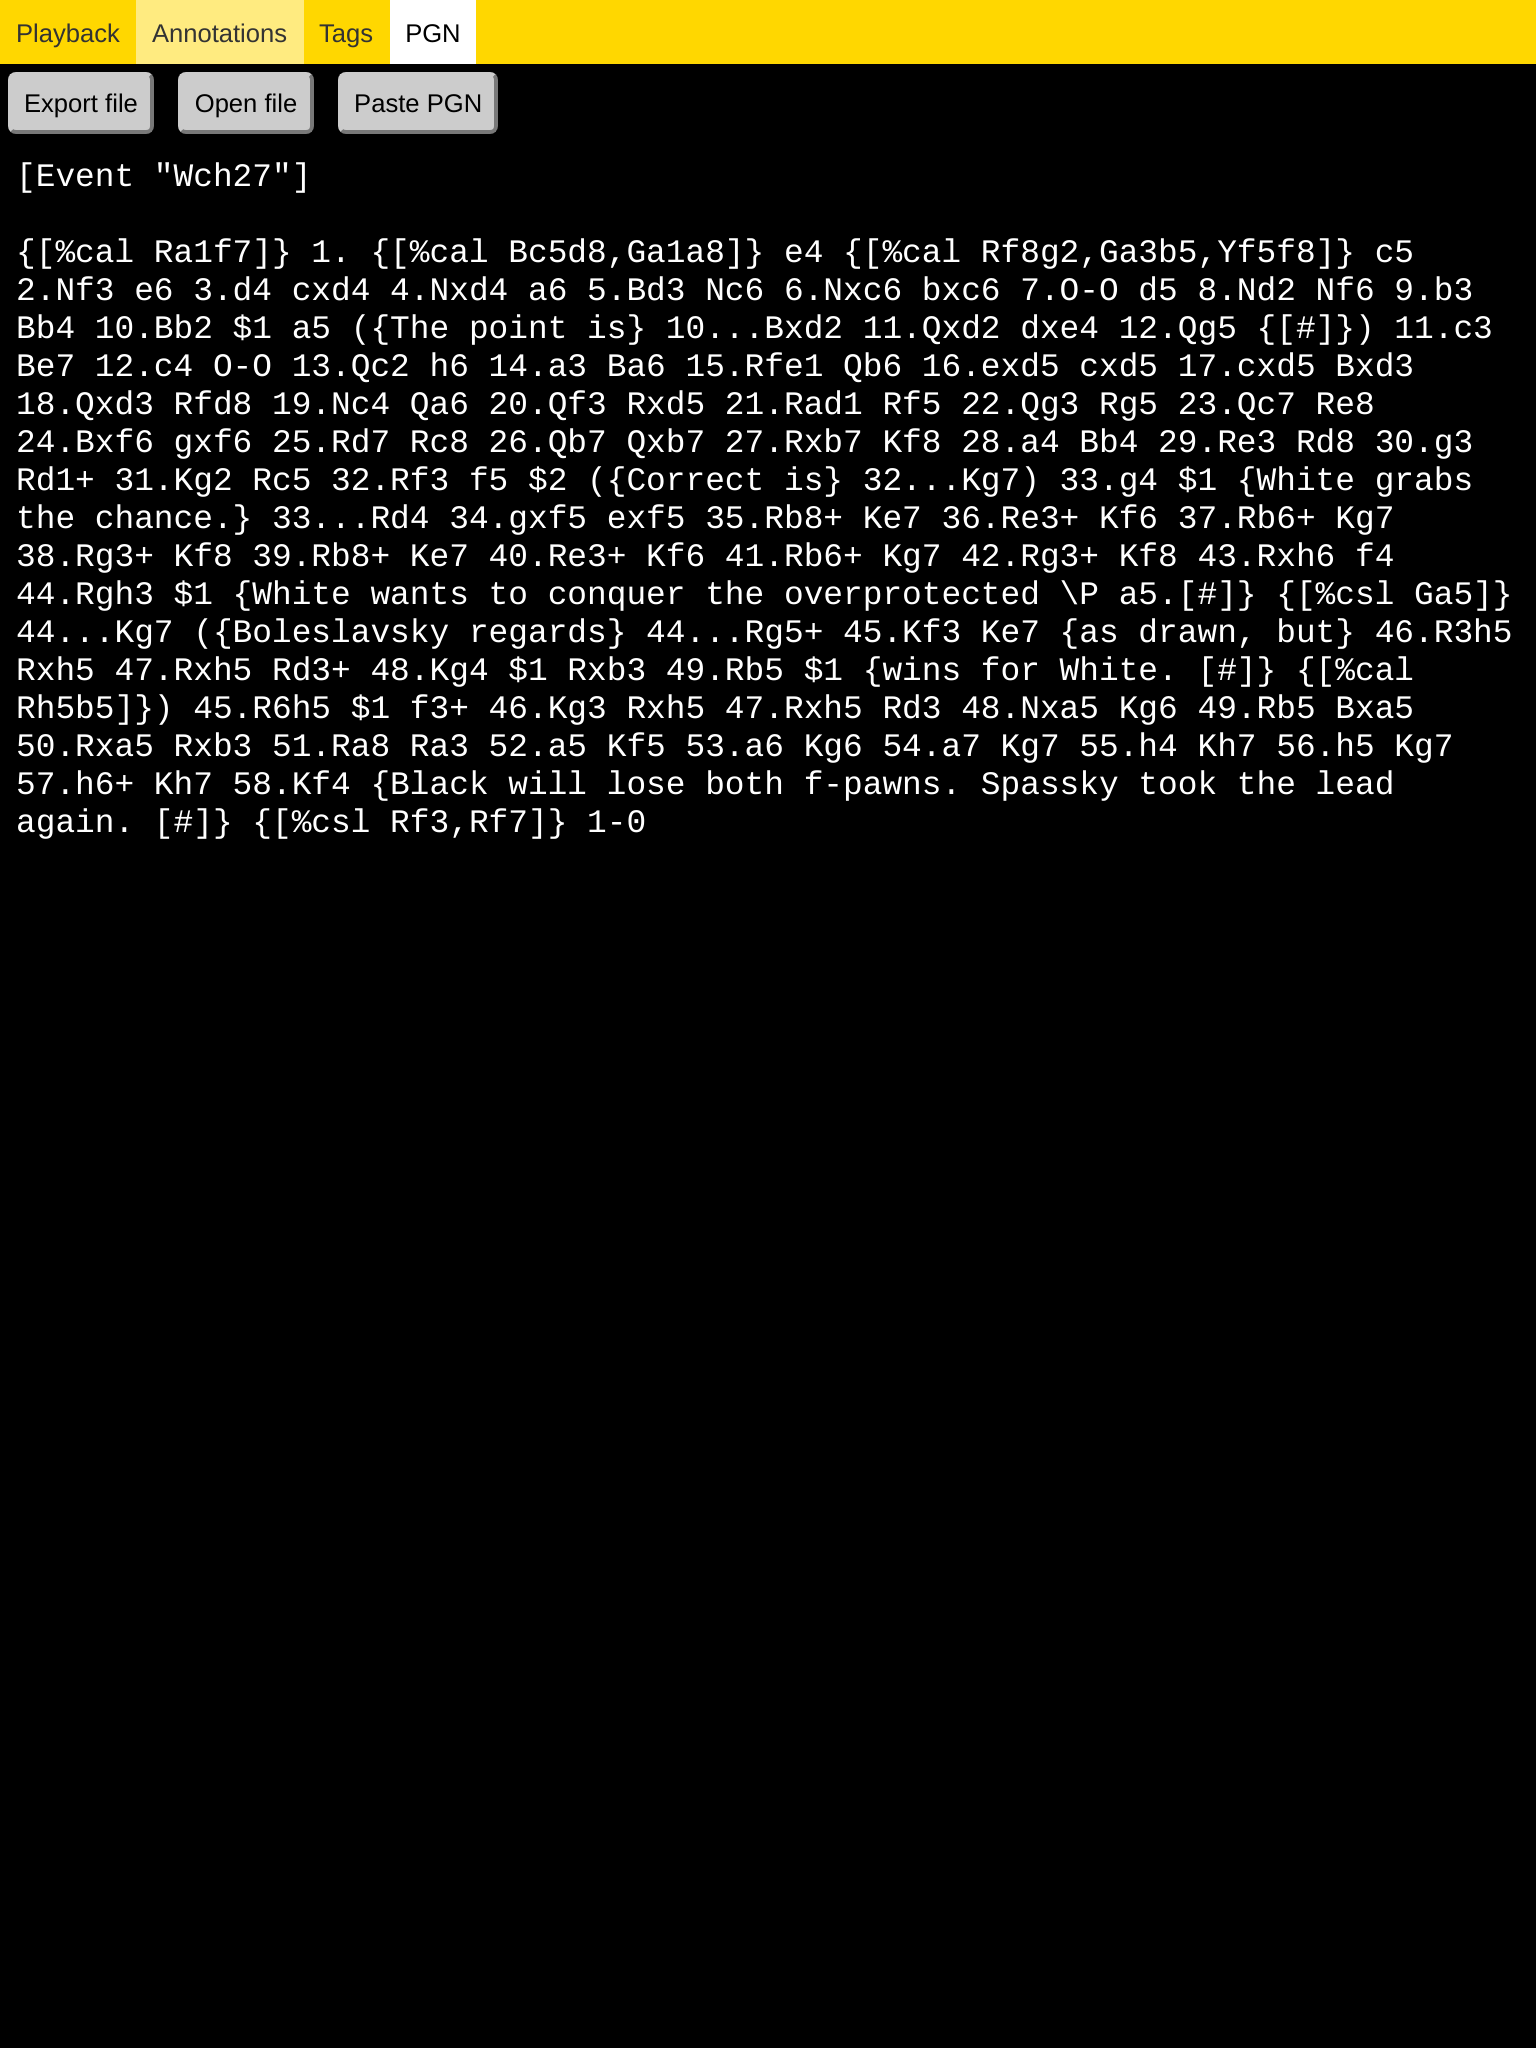 Playback Annotations Tags PGN
Export file Open file Paste PGN
[Event "Wch27"]
{[%cal Ra1f7]} 1. {[%cal Bc5d8,Ga1a8]} e4 {[%cal Rf8g2,Ga3b5,Yf5f8]} c5
2.Nf3 e6 3.d4 cxd4 4.Nxd4 a6 5.Bd3 Nc6 6.Nxc6 bxc6 7.O-O d5 8.Nd2 Nf6 9.b3
Bb4 10.Bb2 $1 a5 ({The point is} 10...Bxd2 11.Qxd2 dxe4 12.Qg5 {[#]}) 11.c3
Be7 12.c4 O-O 13.Qc2 h6 14.a3 Ba6 15.Rfe1 Qb6 16.exd5 cxd5 17.cxd5 Bxd3
18.Qxd3 Rfd8 19.Nc4 Qa6 20.Qf3 Rxd5 21.Rad1 Rf5 22.Qg3 Rg5 23.Qc7 Re8
24.Bxf6 gxf6 25.Rd7 Rc8 26.Qb7 Qxb7 27.Rxb7 Kf8 28.a4 Bb4 29.Re3 Rd8 30.g3
Rd1+ 31.Kg2 Rc5 32.Rf3 f5 $2 ({Correct is} 32...Kg7) 33.g4 $1 {White grabs
the chance.} 33...Rd4 34.gxf5 exf5 35.Rb8+ Ke7 36.Re3+ Kf6 37.Rb6+ Kg7
38.Rg3+ Kf8 39.Rb8+ Ke7 40.Re3+ Kf6 41.Rb6+ Kg7 42.Rg3+ Kf8 43.Rxh6 f4
44.Rgh3 $1 {White wants to conquer the overprotected \P a5.[#]} {[%csl Ga5]}
44...Kg7 ({Boleslavsky regards} 44...Rg5+ 45.Kf3 Ke7 {as drawn, but} 46.R3h5
Rxh5 47.Rxh5 Rd3+ 48.Kg4 $1 Rxb3 49.Rb5 $1 {wins for White. [#]} {[%cal
Rh5b5]}) 45.R6h5 $1 f3+ 46.Kg3 Rxh5 47.Rxh5 Rd3 48.Nxa5 Kg6 49.Rb5 Bxa5
50.Rxa5 Rxb3 51.Ra8 Ra3 52.a5 Kf5 53.a6 Kg6 54.a7 Kg7 55.h4 Kh7 56.h5 Kg7
57.h6+ Kh7 58.Kf4 {Black will lose both f-pawns. Spassky took the lead
again. [#]} {[%csl Rf3,Rf7]} 1-0